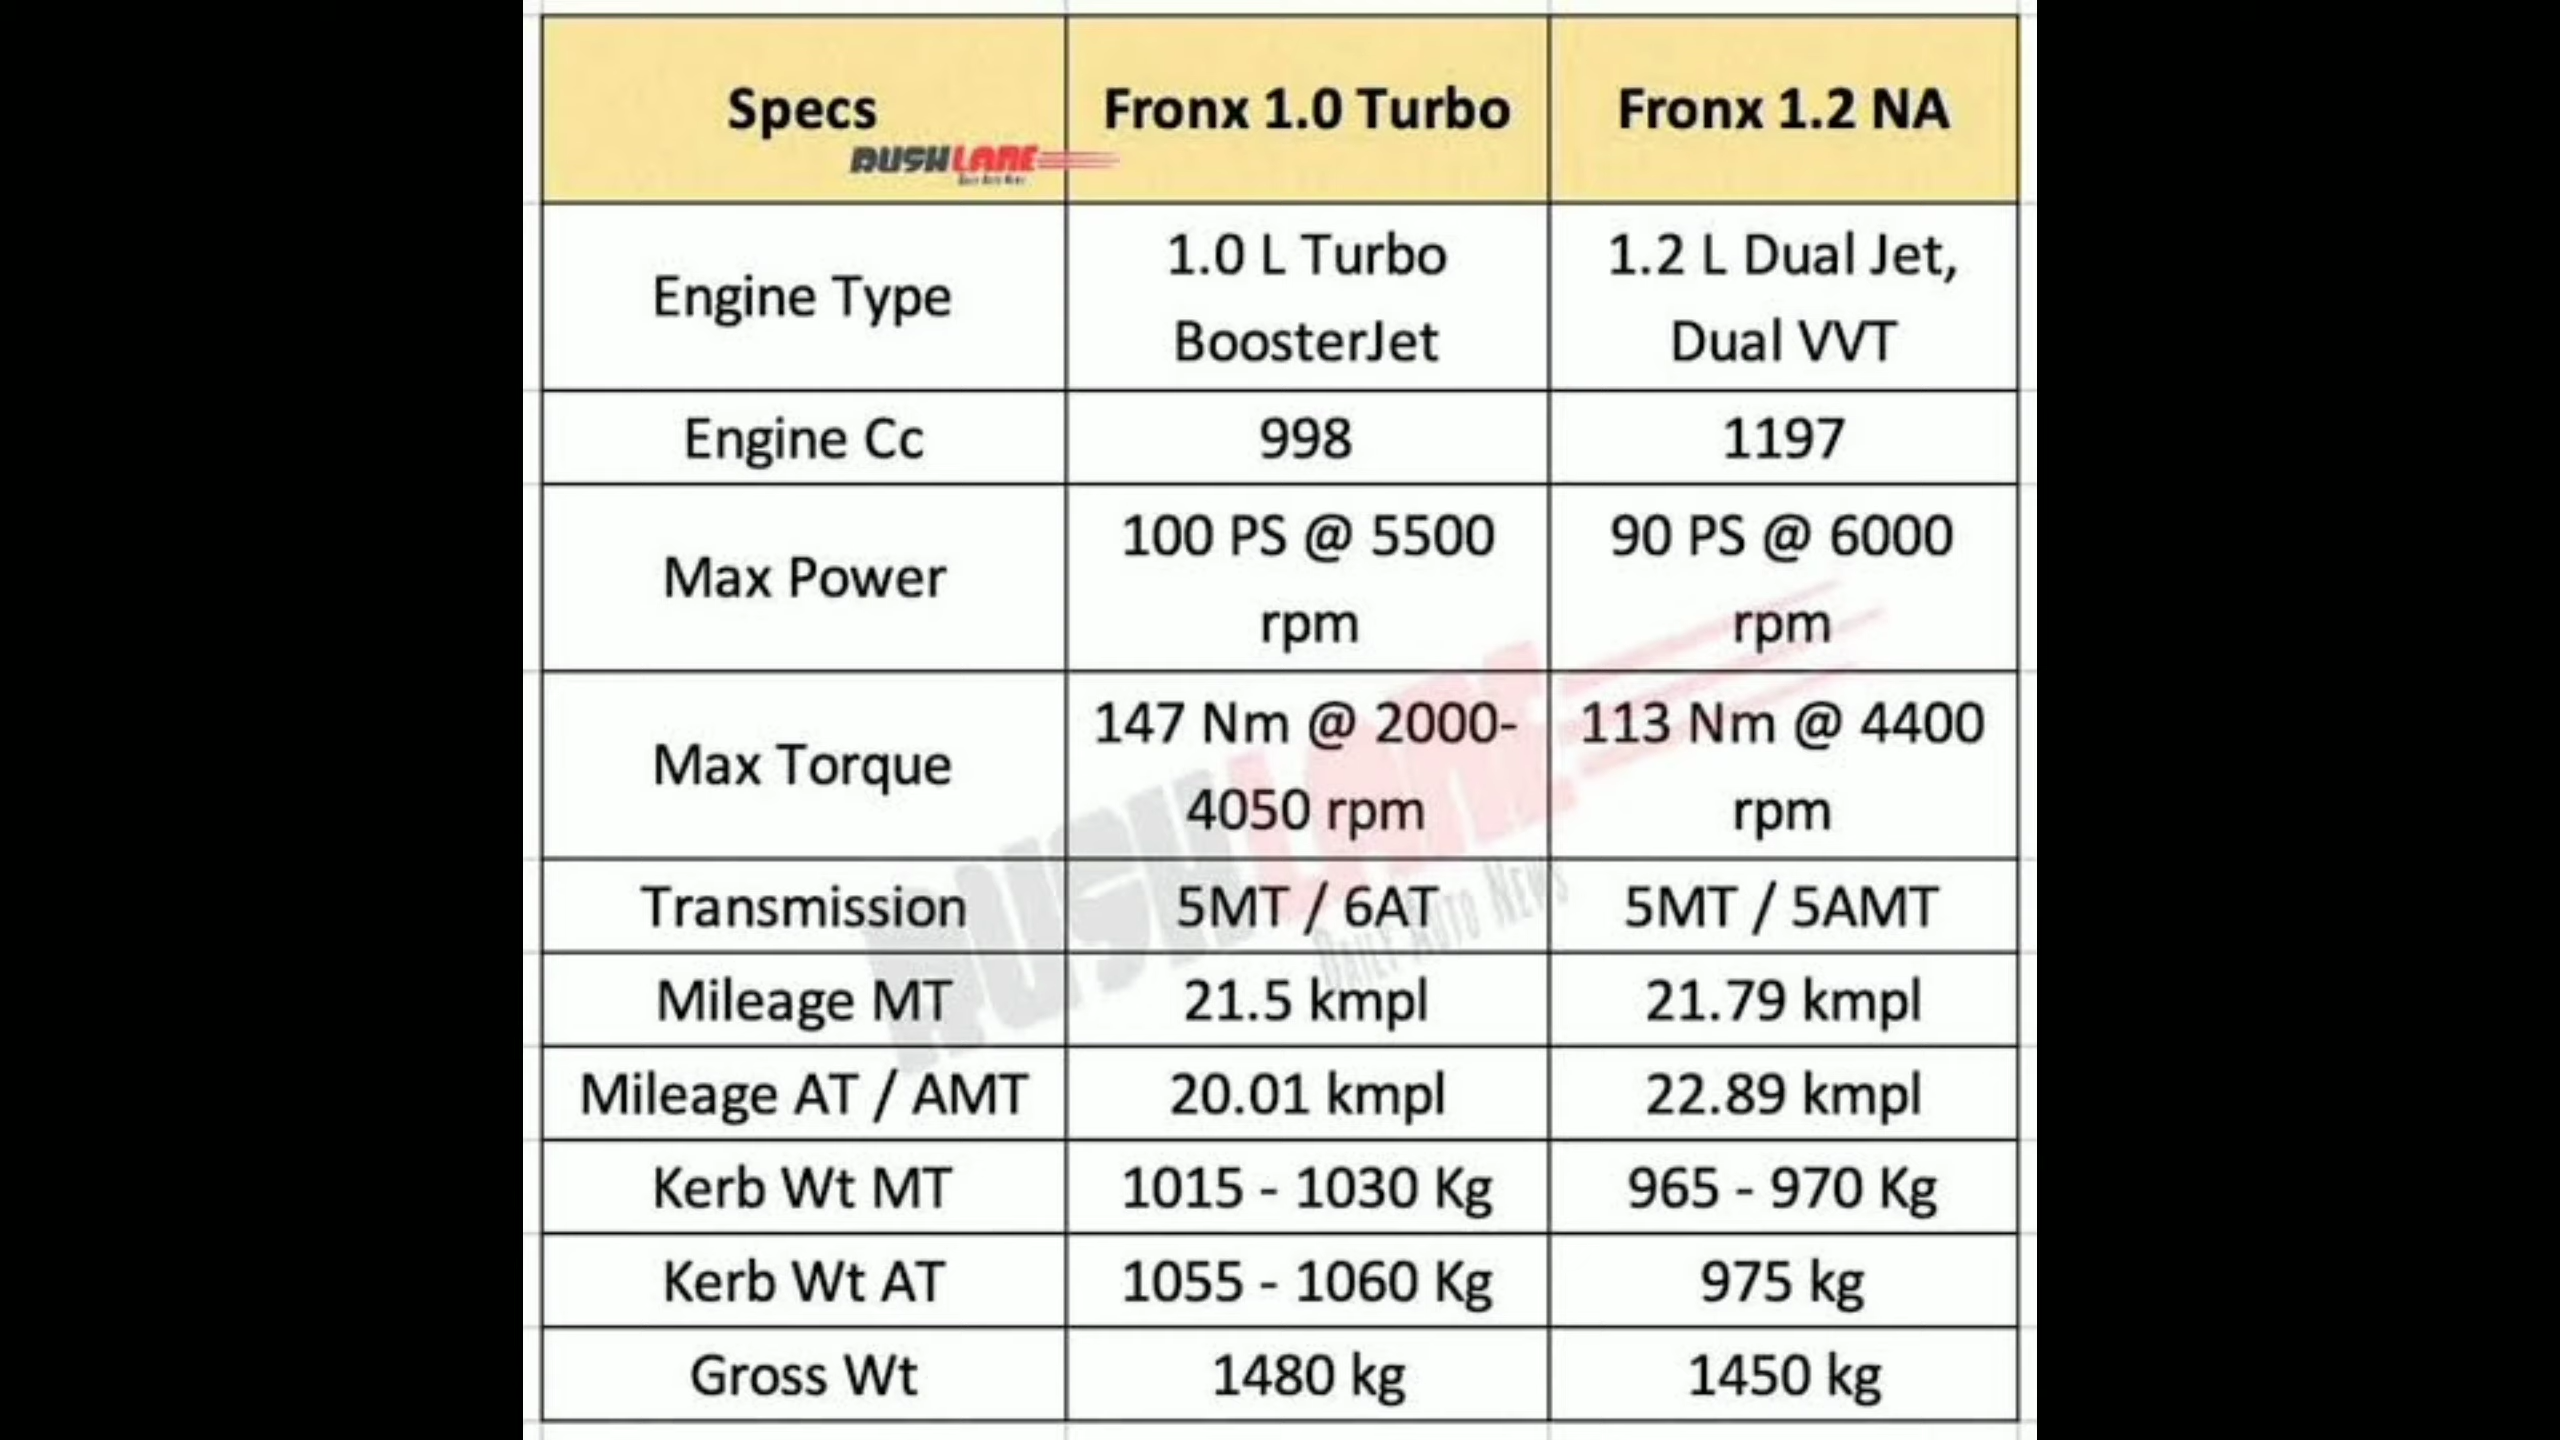 Specs
Fronx 1.0 Turbo
Fronx 1.2 NA
RUSHLANE
Engine Type
1.0 L Turbo
BoosterJet
1.2 L Dual Jet,
Dual VVT
Engine Cc
998
1197
Max Power
100 PS @ 5500
rpm
90 PS @ 6000
rpm
Max Torque
147 Nm @ 2000-
4050 rpm
113 Nm @ 4400
rpm
Transmission
5MT / 6AT
5MT / 5AMT
Mileage MT
21.5 kmpl
21.79 kmpl
Mileage AT / AMT
20.01 kmpl
22.89 kmpl
Kerb Wt MT
1015 - 1030 Kg
965 - 970 Kg
Kerb Wt AT
1055 - 1060 Kg
975 kg
Gross Wt
1480 kg
1450 kg
RUSHLANE
DAILY AUTO NEWS